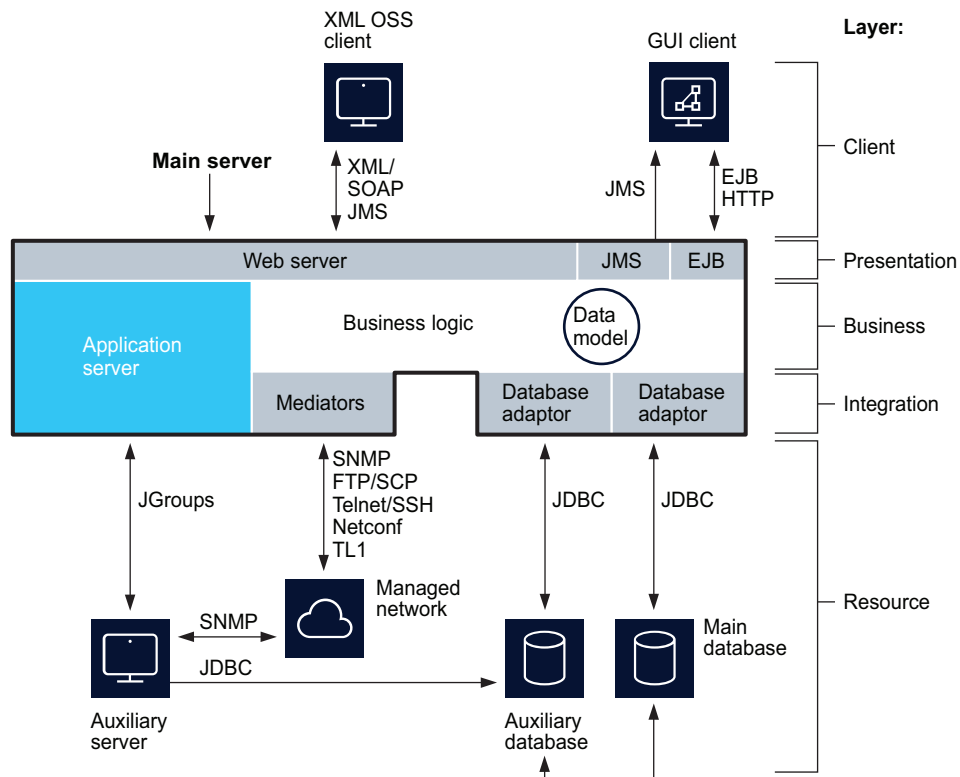 XML OSS
client
GUI client
Layer:
Main server
XML/
SOAP
JMS
JMS
EJB
HTTP
Client
Web server
JMS
EJB
Presentation
Application
server
Business logic
Data
model
Business
Mediators
Database
adaptor
Database
adaptor
Integration
JGroups
SNMP
FTP/SCP
Telnet/SSH
Netconf
TL1
JDBC
JDBC
Managed
network
Resource
SNMP
JDBC
Main
database
Auxiliary
server
Auxiliary
database